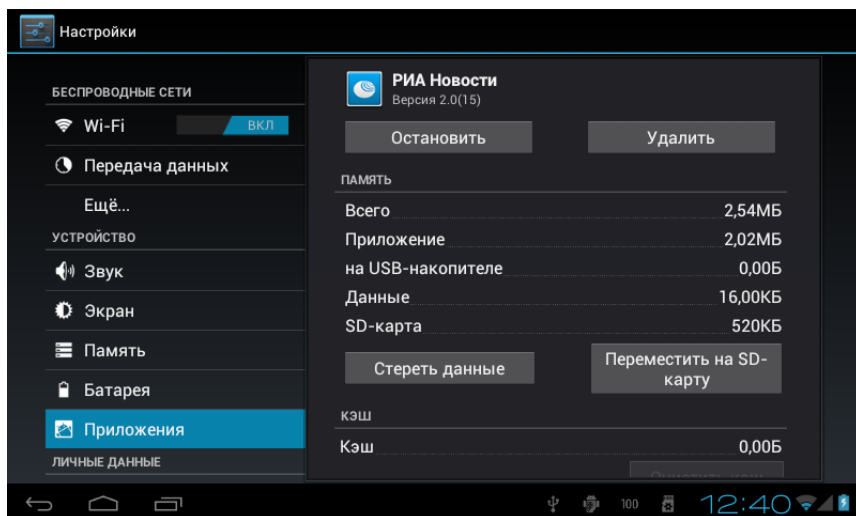 Настройки
БЕСПРОВОДНЫЕ СЕТИ
Wi-Fi ВКЛ
Передача данных
Ещё...
УСТРОЙСТВО
Звук
Экран
Память
Батарея
Приложения
ЛИЧНЫЕ ДАННЫЕ
РИА Новости
Версия 2.0(15)
Остановить Удалить
ПАМЯТЬ
Всего 2,54МБ
Приложение 2,02МБ
на USB-накопителе 0,00Б
Данные 16,00КБ
SD-карта 520КБ
Стереть данные
Переместить на SD-
карту
КЭШ
Кэш 0,00Б
100 12:40